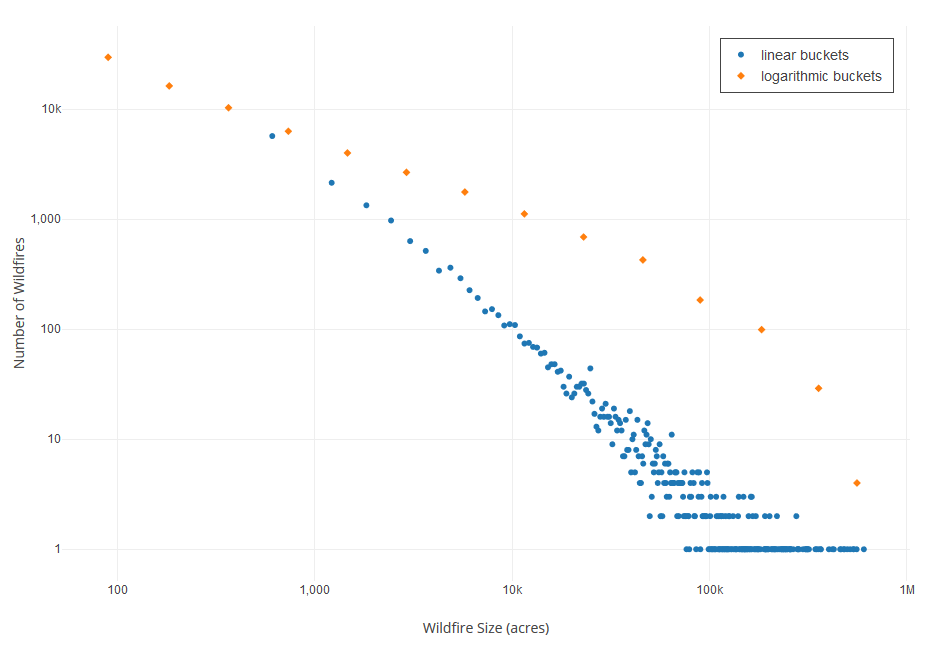 linear buckets
logarithmic buckets
Number of Wildfires
10k
1,000
100
10
1
100
1,000
10k
100k
1M
Wildfire Size (acres)